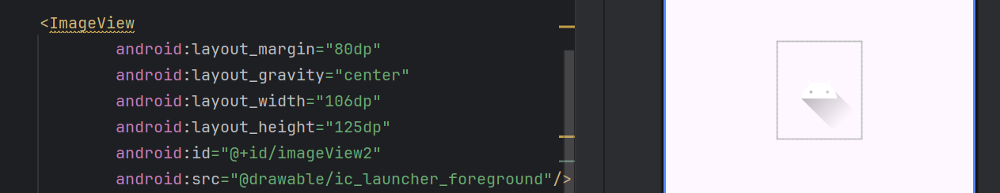 <ImageView
android:layout_margin="80dp"
android:layout_gravity="center"
android:layout_width="106dp"
android:layout_height="125dp"
android:id="@+id/imageView2"
android:src="@drawable/ic_launcher_foreground"/>